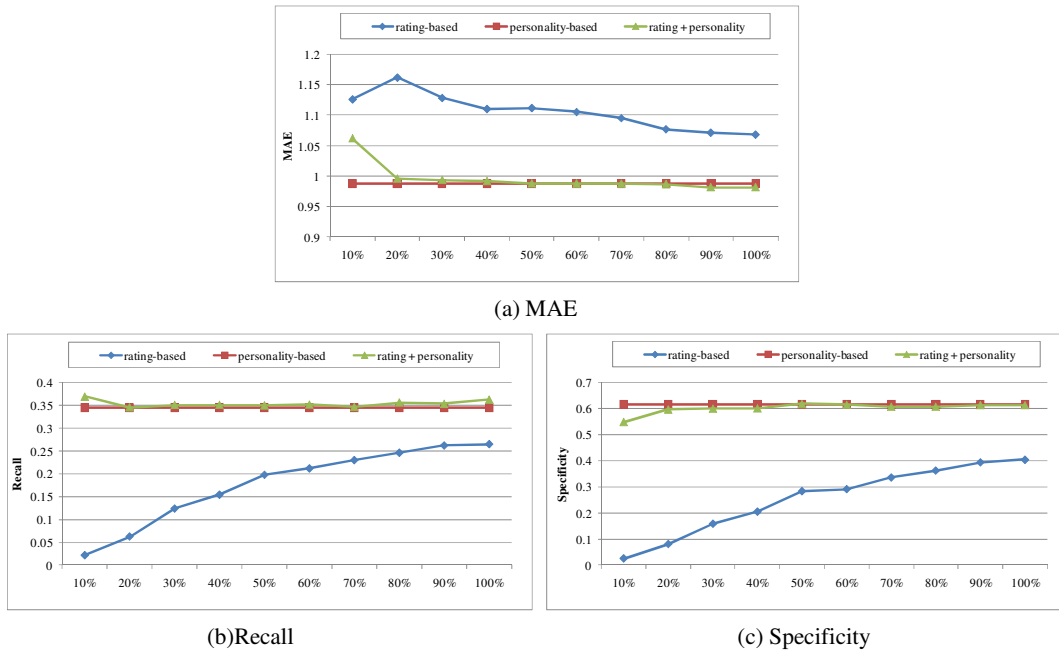 rating-based personality-based rating + personality
1.2
1.15
1.1
1.05
1
0.95
0.9
MAE
10% 20% 30% 40% 50% 60% 70% 80% 90% 100%
(a) MAE
rating-based personality-based rating + personality
0.4
0.35
0.3
0.25
0.2
0.15
0.1
0.05
0
Recall
10% 20% 30% 40% 50% 60% 70% 80% 90% 100%
(b)Recall
rating-based personality-based rating + personality
0.7
0.6
0.5
0.4
0.3
0.2
0.1
0
Specificity
10% 20% 30% 40% 50% 60% 70% 80% 90% 100%
(c) Specificity